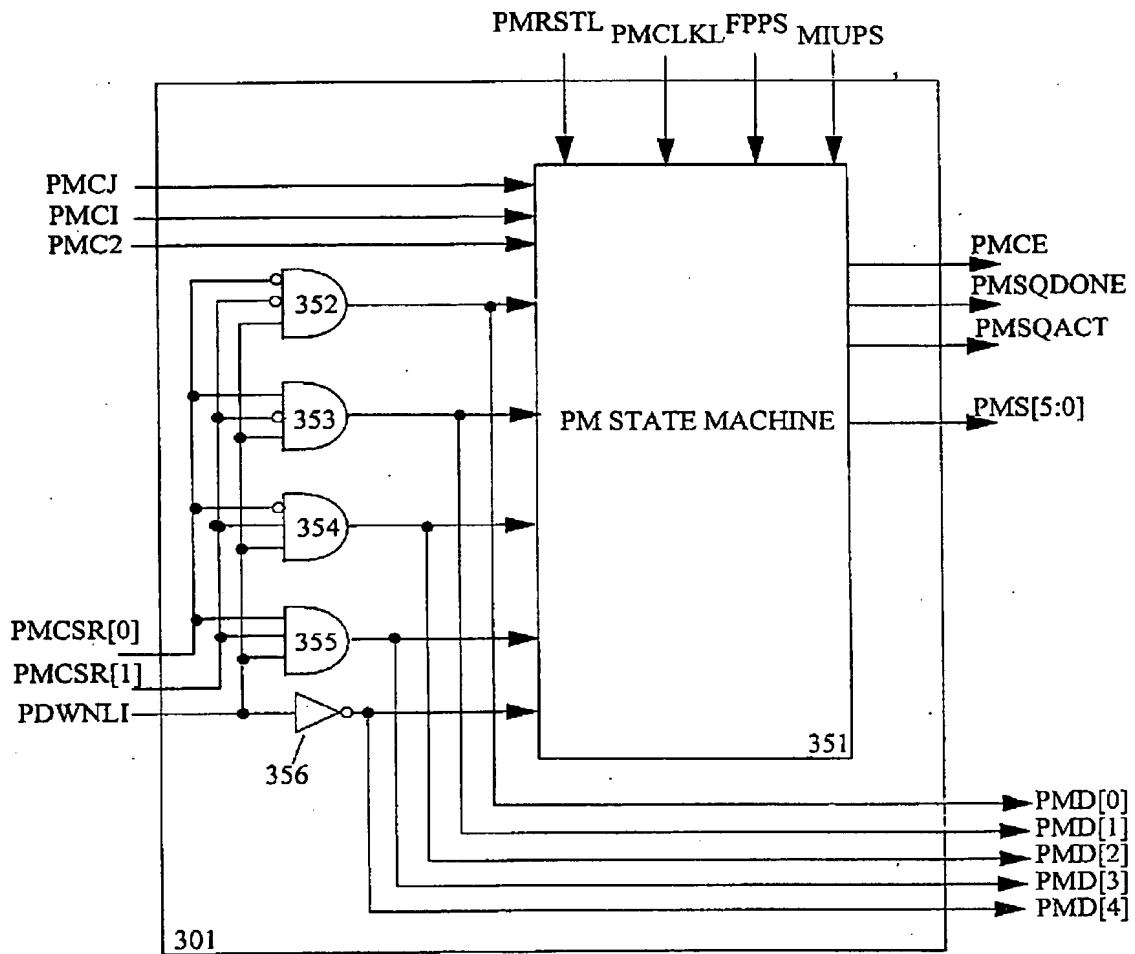 PMRSTL PMCLKL FPPS MIUPS
PMCJ
PMCI
PMC2
PMCE
PMSQDONE
PMSQACT
352
353
PM STATE MACHINE
PMS[5:0]
354
355
PMCSR[0]
PMCSR[1]
PDWNLI
356
351
PMD[0]
PMD[1]
PMD[2]
PMD[3]
PMD[4]
301